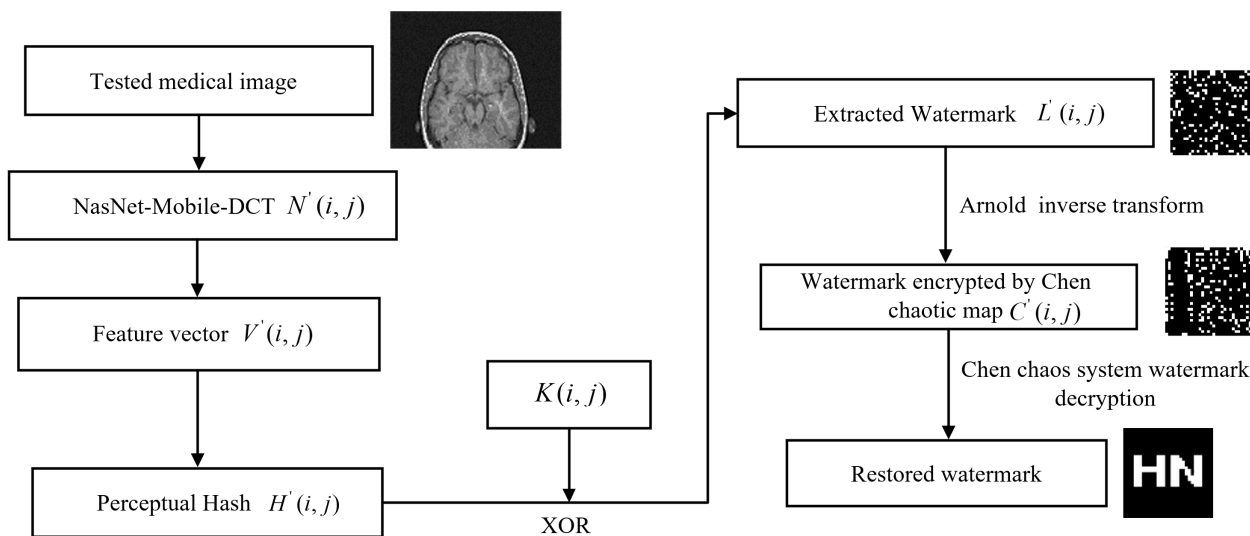 Tested medical image
NasNet-Mobile-DCT N'(i, j)
Feature vector V'(i, j)
Perceptual Hash H'(i, j)
K(i, j)
XOR
Extracted Watermark L'(i, j)
Arnold inverse transform
Watermark encrypted by Chen
chaotic map C'(i, j)
Chen chaos system watermark
decryption
Restored watermark
HN